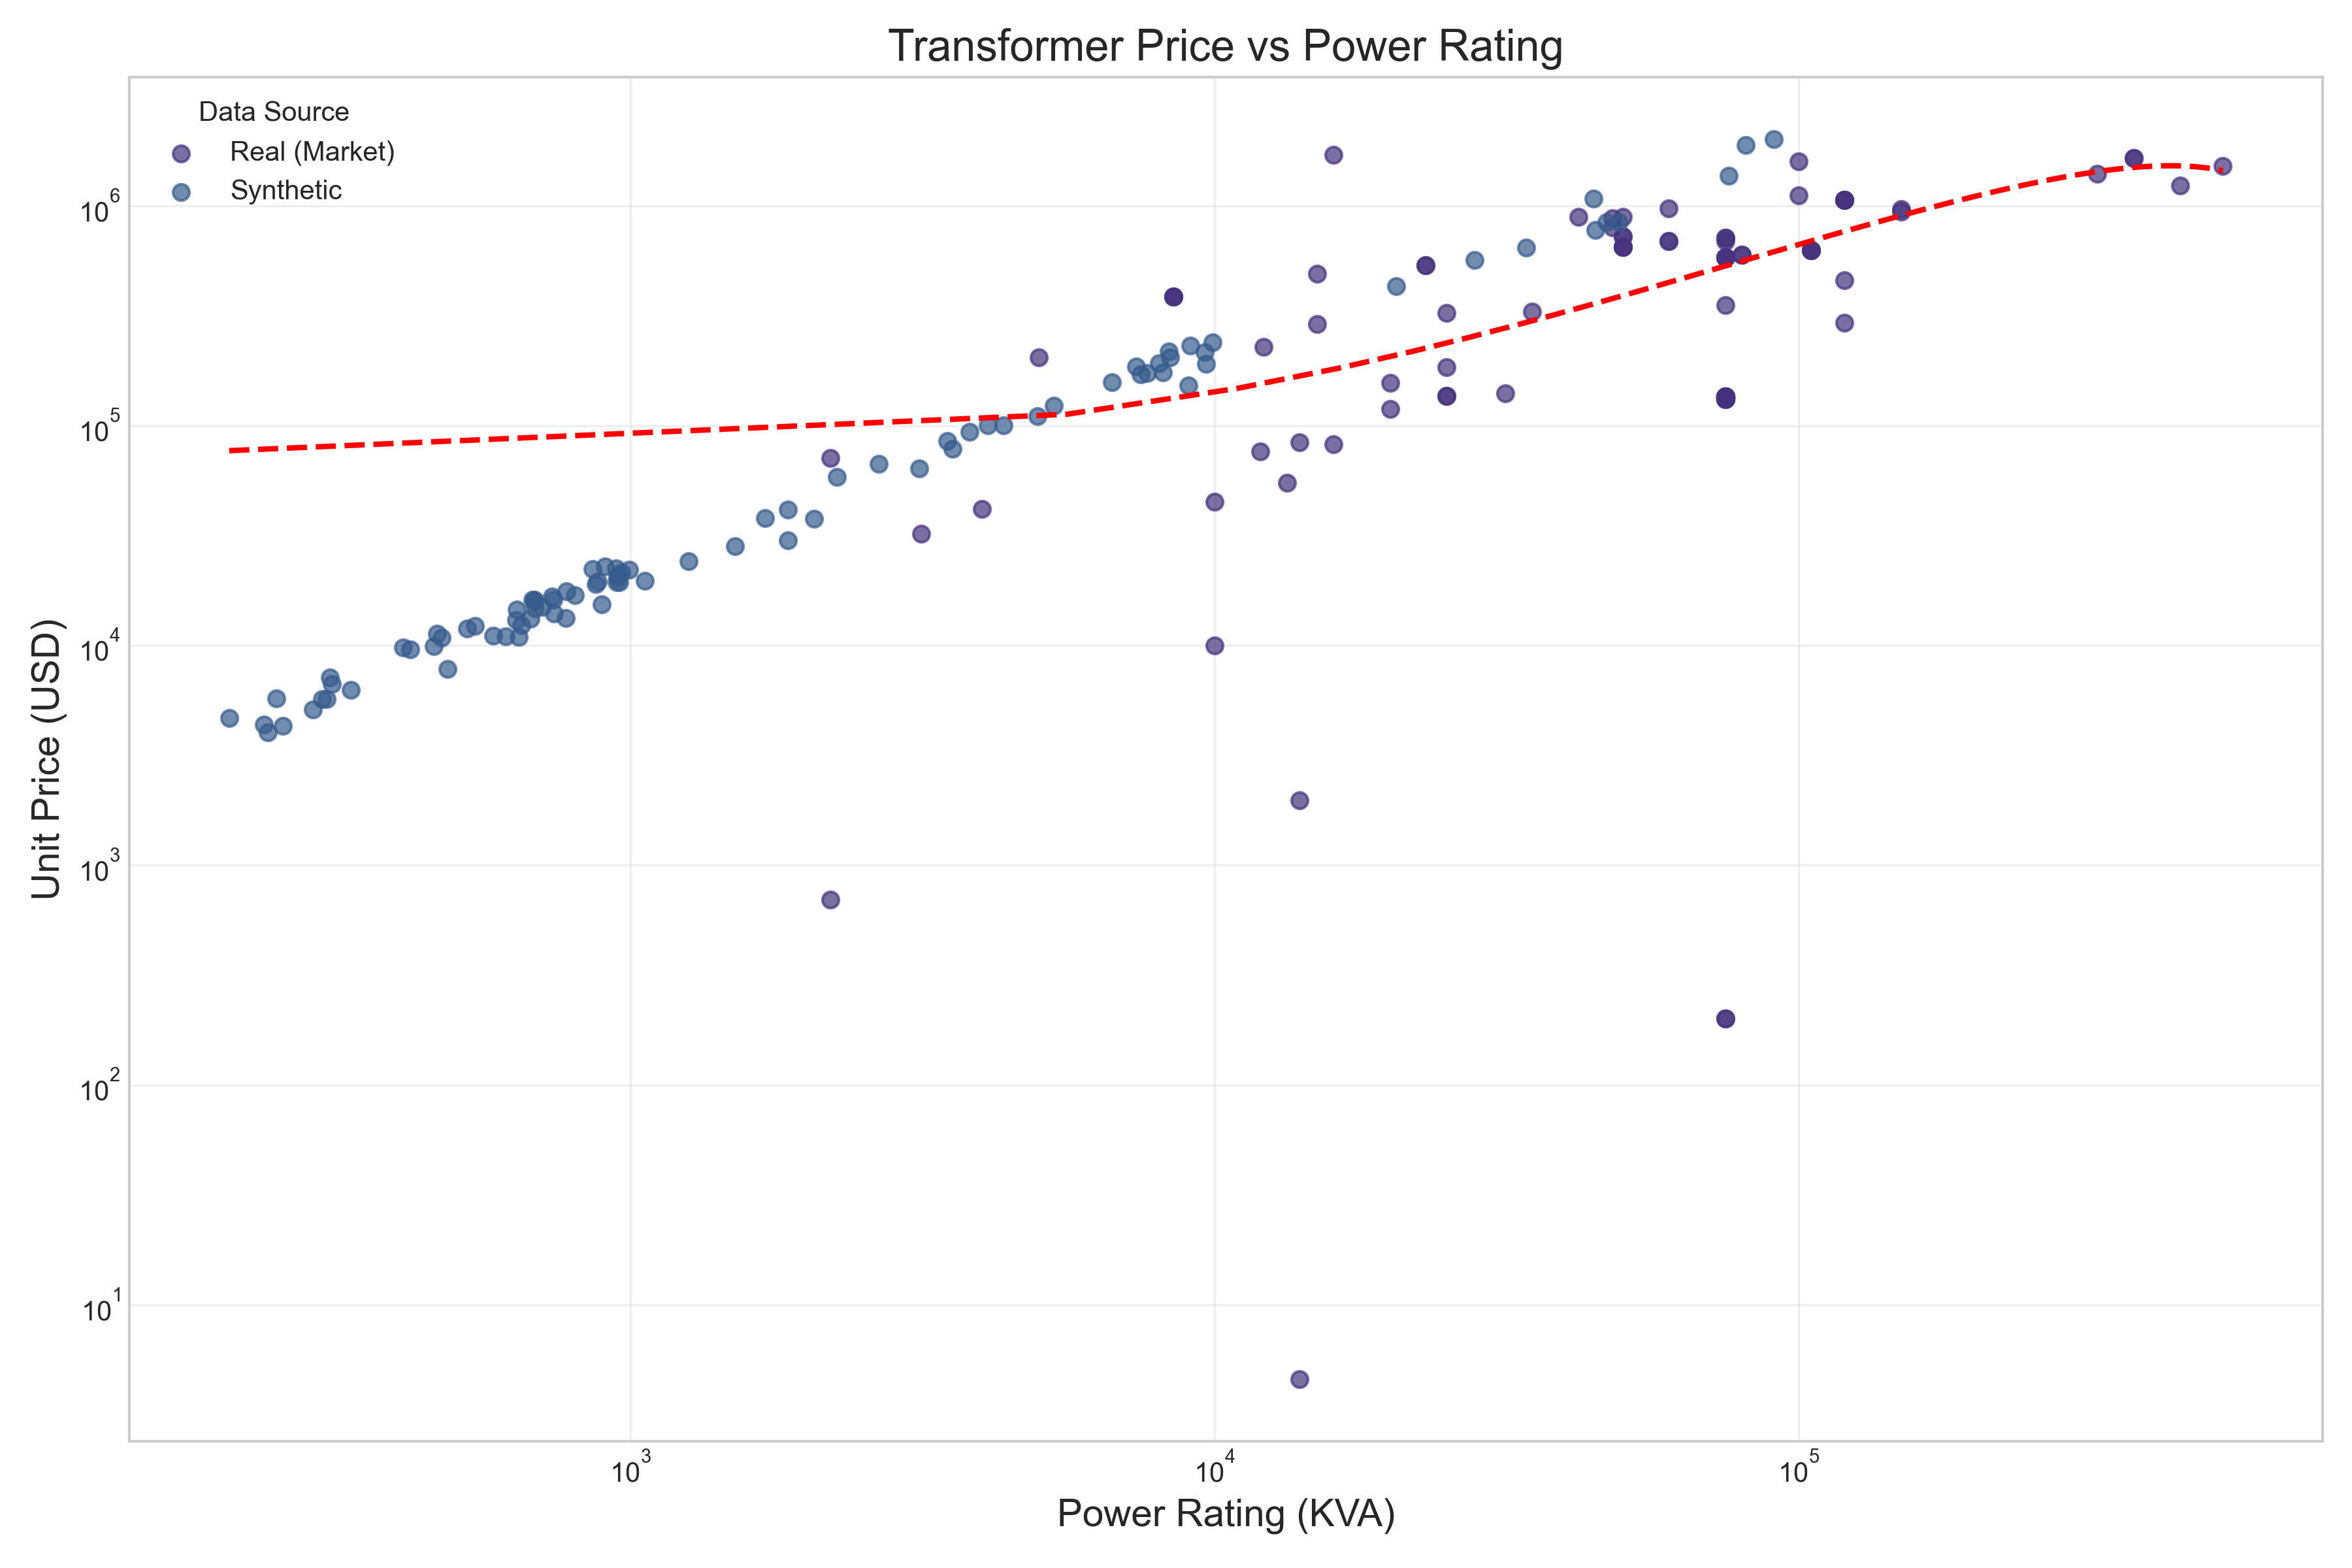 Transformer Price vs Power Rating
Data Source
Real (Market)
Synthetic
Unit Price (USD)
10^6
10^5
10^4
10^3
10^2
10^1
10^3
10^4
10^5
Power Rating (KVA)